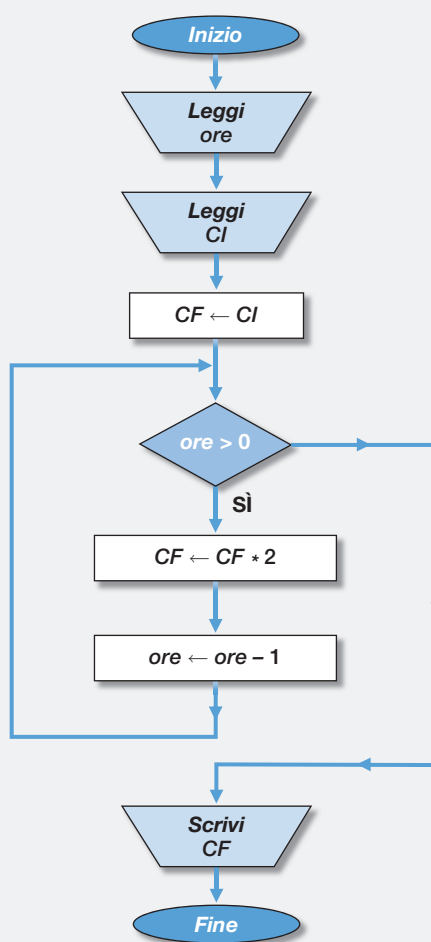 Inizio
Leggi
ore
Leggi
CI
CF ← CI
ore > 0
SÌ
CF ← CF * 2
ore ← ore – 1
Scrivi
CF
Fine